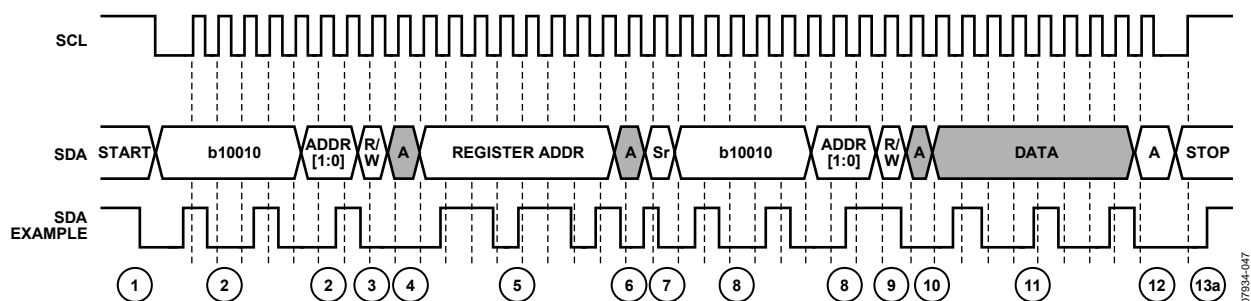 SCL
SDA
START
b10010
ADDR
[1:0]
R/
W
A
REGISTER ADDR
A
Sr
b10010
ADDR
[1:0]
R/
W
A
DATA
A
STOP
SDA
EXAMPLE
1
2
2
3
4
5
6
7
8
8
9
10
11
12
13a
07934-047